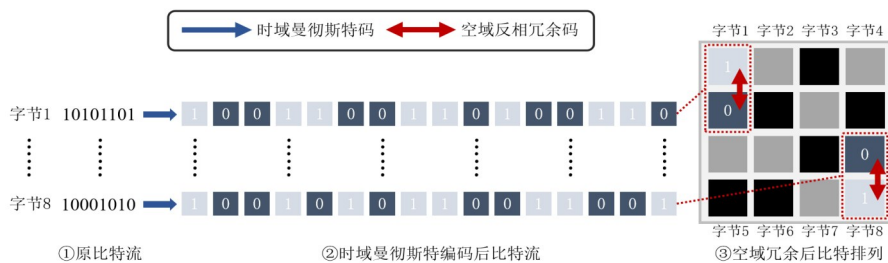 时域曼彻斯特码 空域反相冗余码
字节1 字节2 字节3 字节4
1
字节1 10101101 1 0 0 1 1 0 0 1 1 0 1 0 0 1 1 0
0
0
字节8 10001010 1 0 0 1 0 1 0 1 1 0 0 1 1 0 0 1
1
字节5 字节6 字节7 字节8
①原比特流 ②时域曼彻斯特编码后比特流 ③空域冗余后比特排列